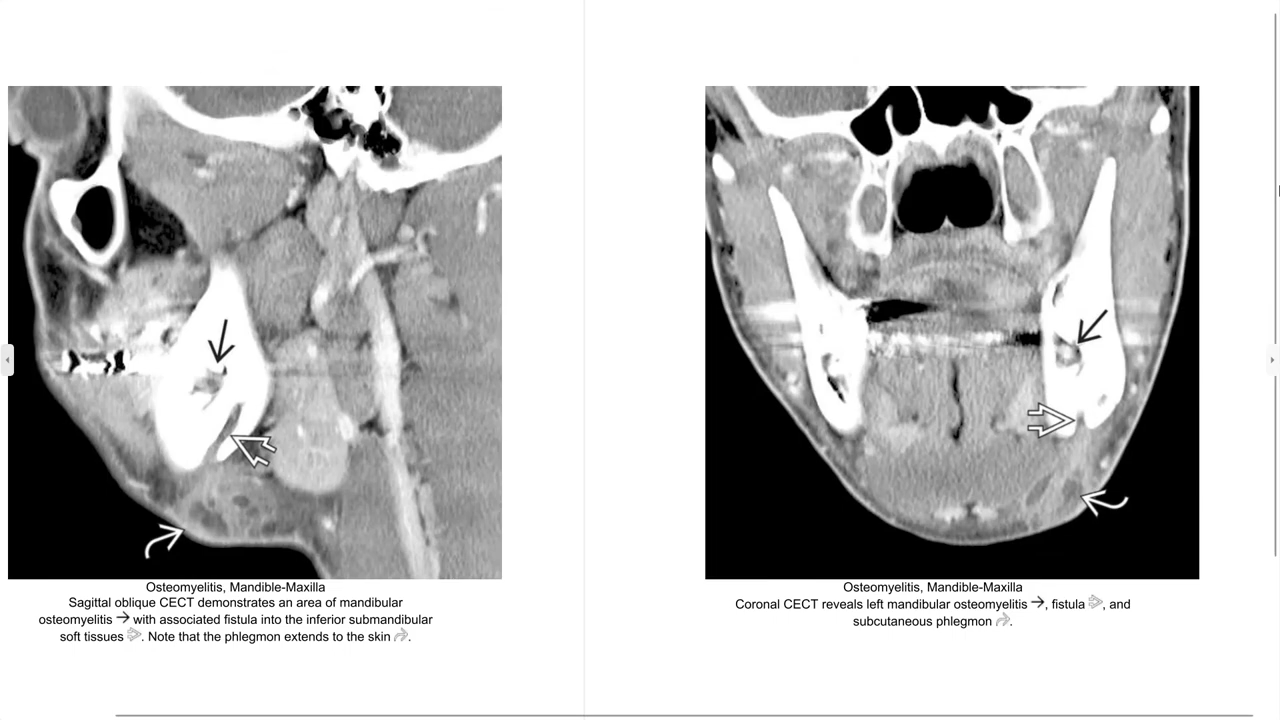 Osteomyelitis, Mandible-Maxilla
Sagittal oblique CECT demonstrates an area of mandibular
osteomyelitis → with associated fistula into the inferior submandibular
soft tissues. Note that the phlegmon extends to the skin.
Osteomyelitis, Mandible-Maxilla
Coronal CECT reveals left mandibular osteomyelitis →, fistula, and
subcutaneous phlegmon.